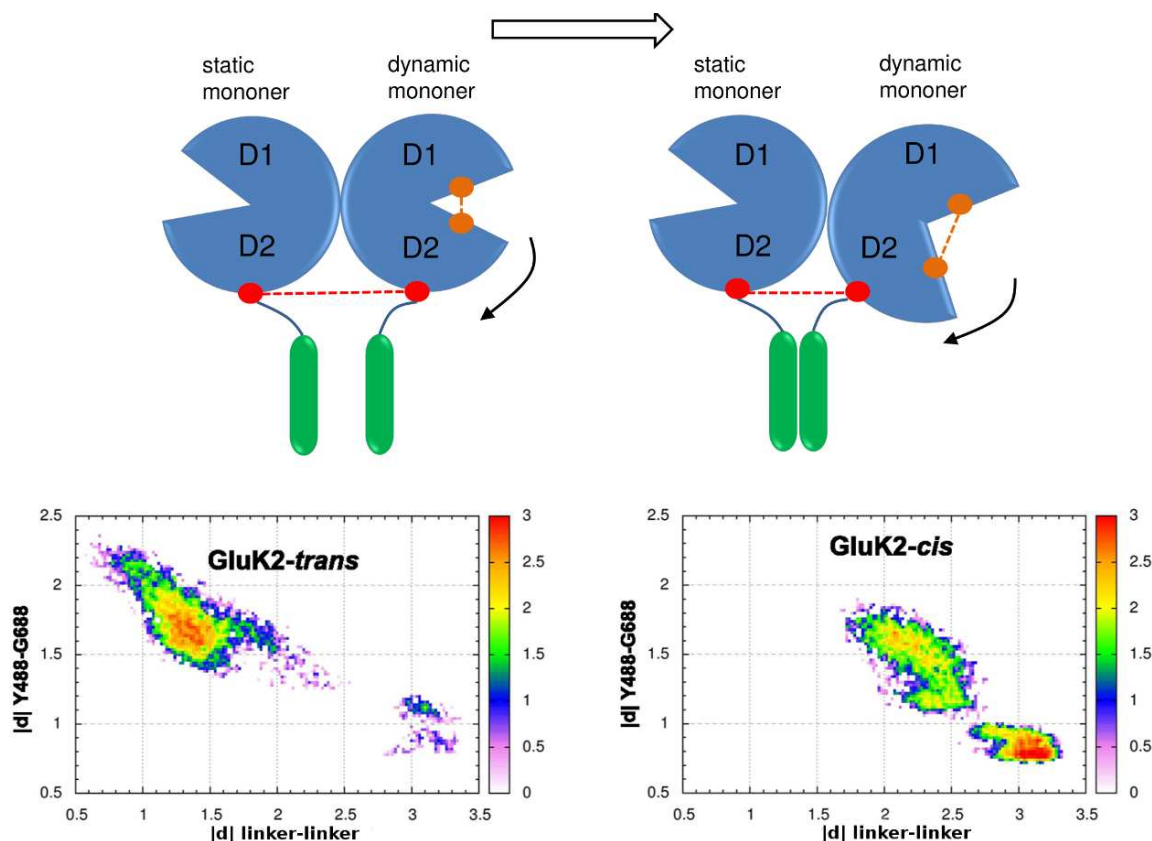 static dynamic
mononer mononer
D1 D1
D2 D2
static dynamic
mononer mononer
D1 D1
D2 D2
GluK2-trans
|d| Y488-G688
2.5
2
1.5
1
0.5
0.5 1 1.5 2 2.5 3 3.5
|d| linker-linker
3
2.5
2
1.5
1
0.5
0
GluK2-cis
|d| Y488-G688
2.5
2
1.5
1
0.5
0.5 1 1.5 2 2.5 3 3.5
|d| linker-linker
3
2.5
2
1.5
1
0.5
0